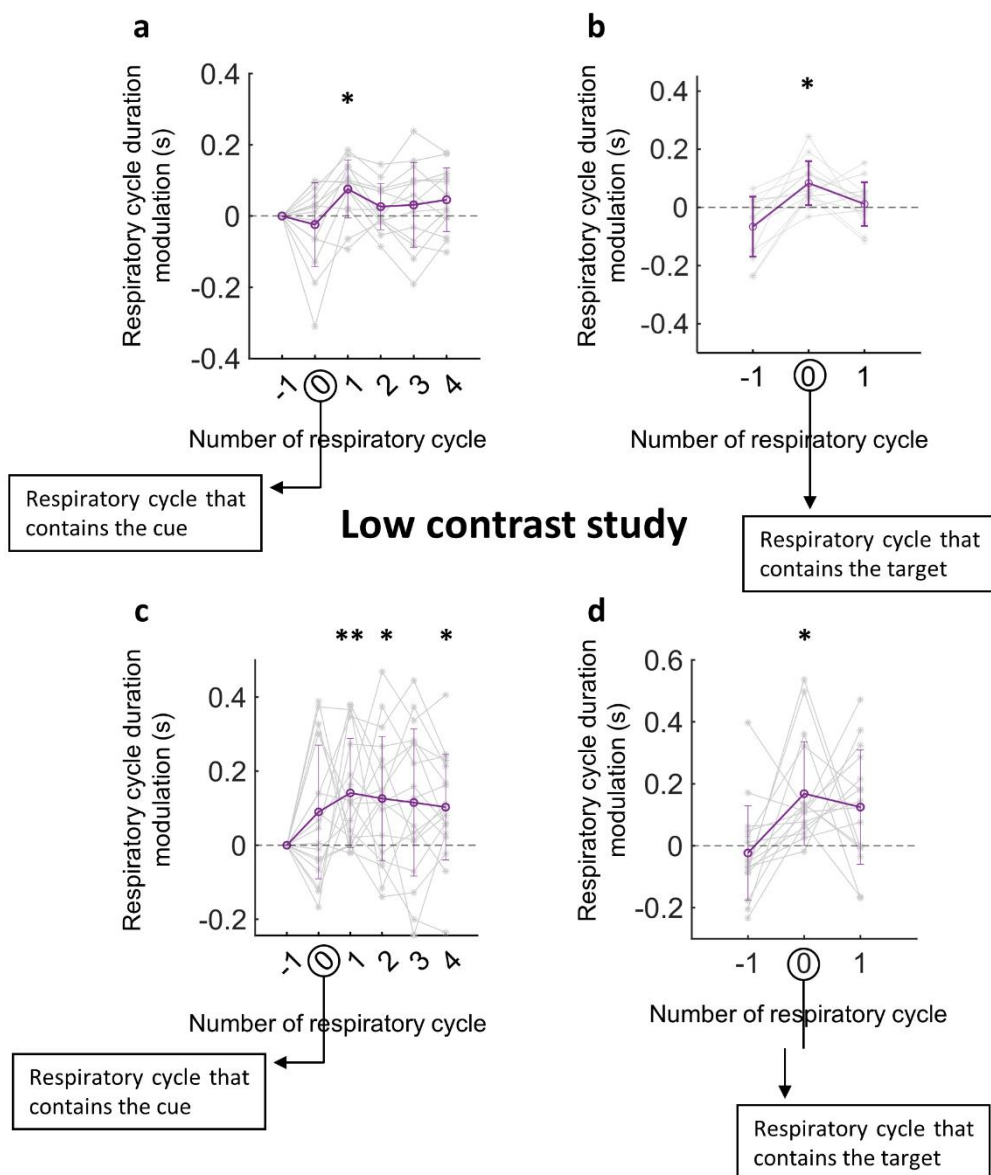 a
Respiratory cycle duration
modulation (s)
0.4
0.2
0
-0.2
-0.4
*
-1 0 1 2 3 4
Number of respiratory cycle
Respiratory cycle that
contains the cue
b
Respiratory cycle duration
modulation (s)
0.4
0.2
0
-0.2
-0.4
*
-1 0 1
Number of respiratory cycle
Respiratory cycle that
contains the target
Low contrast study
c
Respiratory cycle duration
modulation (s)
0.4
0.2
0
-0.2
** * *
-1 0 1 2 3 4
Number of respiratory cycle
Respiratory cycle that
contains the cue
d
Respiratory cycle duration
modulation (s)
0.6
0.4
0.2
0
-0.2
*
-1 0 1
Number of respiratory cycle
Respiratory cycle that
contains the target